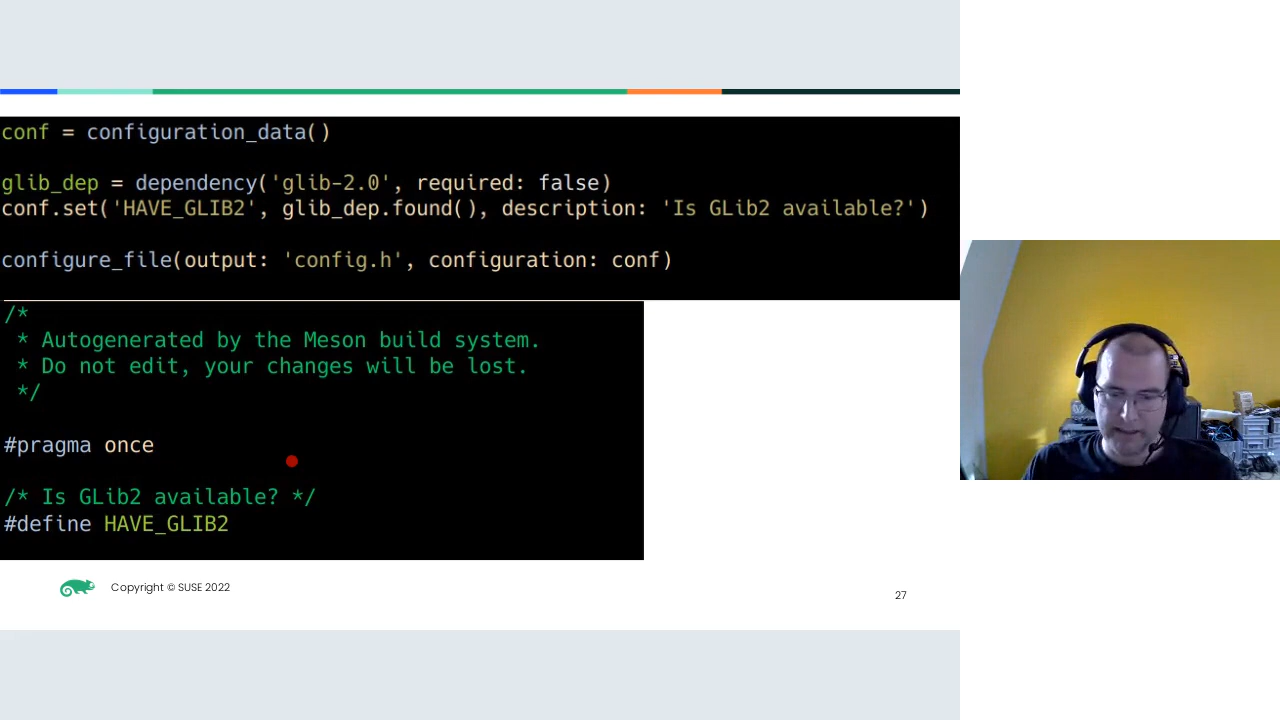 conf = configuration_data()
glib_dep = dependency('glib-2.0', required: false)
conf.set('HAVE_GLIB2', glib_dep.found(), description: 'Is GLib2 available?')
configure_file(output: 'config.h', configuration: conf)
/*
 * Autogenerated by the Meson build system.
 * Do not edit, your changes will be lost.
 */
#pragma once
/* Is GLib2 available? */
#define HAVE_GLIB2
Copyright © SUSE 2022
27